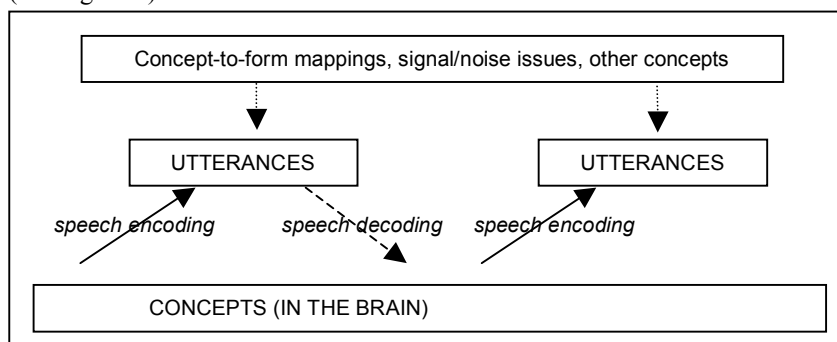 Concept-to-form mappings, signal/noise issues, other concepts
UTTERANCES UTTERANCES
speech encoding speech decoding speech encoding
CONCEPTS (IN THE BRAIN)